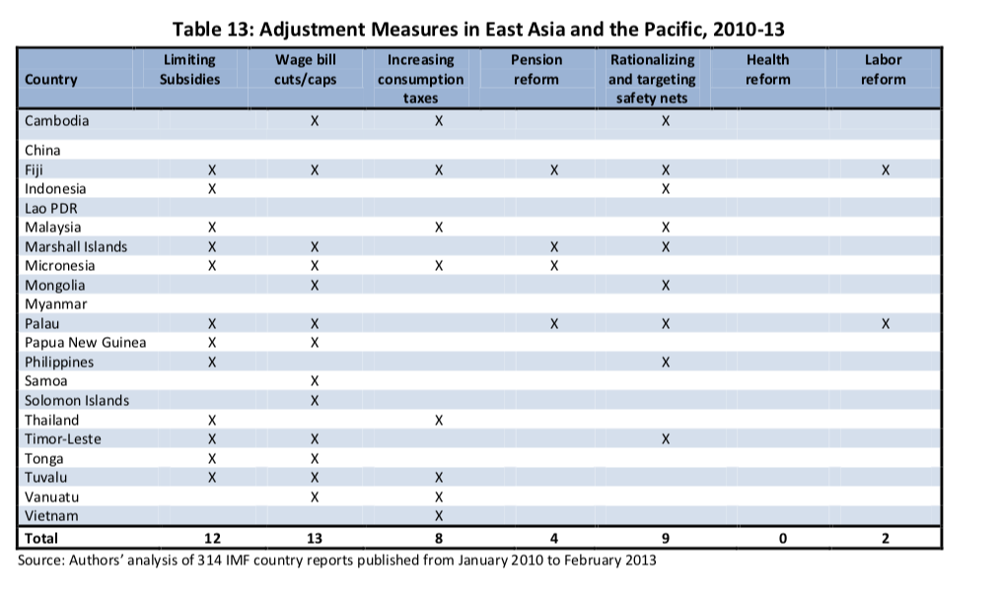 Table 13: Adjustment Measures in East Asia and the Pacific, 2010-13
Country Limiting Subsidies Wage bill cuts/caps Increasing consumption taxes Pension reform Rationalizing and targeting safety nets Health reform Labor reform
Cambodia X X X
China
Fiji X X X X X X
Indonesia X X
Lao PDR
Malaysia X X X
Marshall Islands X X X X
Micronesia X X X X
Mongolia X X
Myanmar
Palau X X X X X
Papua New Guinea X X
Philippines X X
Samoa X
Solomon Islands X
Thailand X X
Timor-Leste X X X
Tonga X X
Tuvalu X X X
Vanuatu X X
Vietnam X
Total 12 13 8 4 9 0 2
Source: Authors’ analysis of 314 IMF country reports published from January 2010 to February 2013